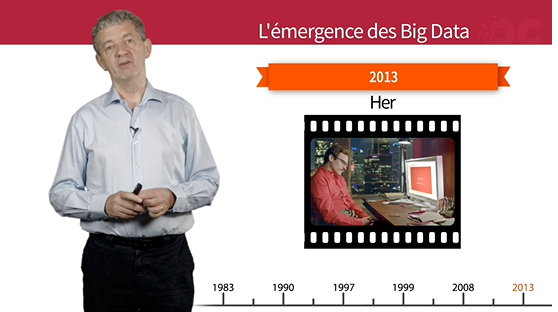 L'émergence des Big Data
2013
Her
1983 1990 1997 1999 2008 2013